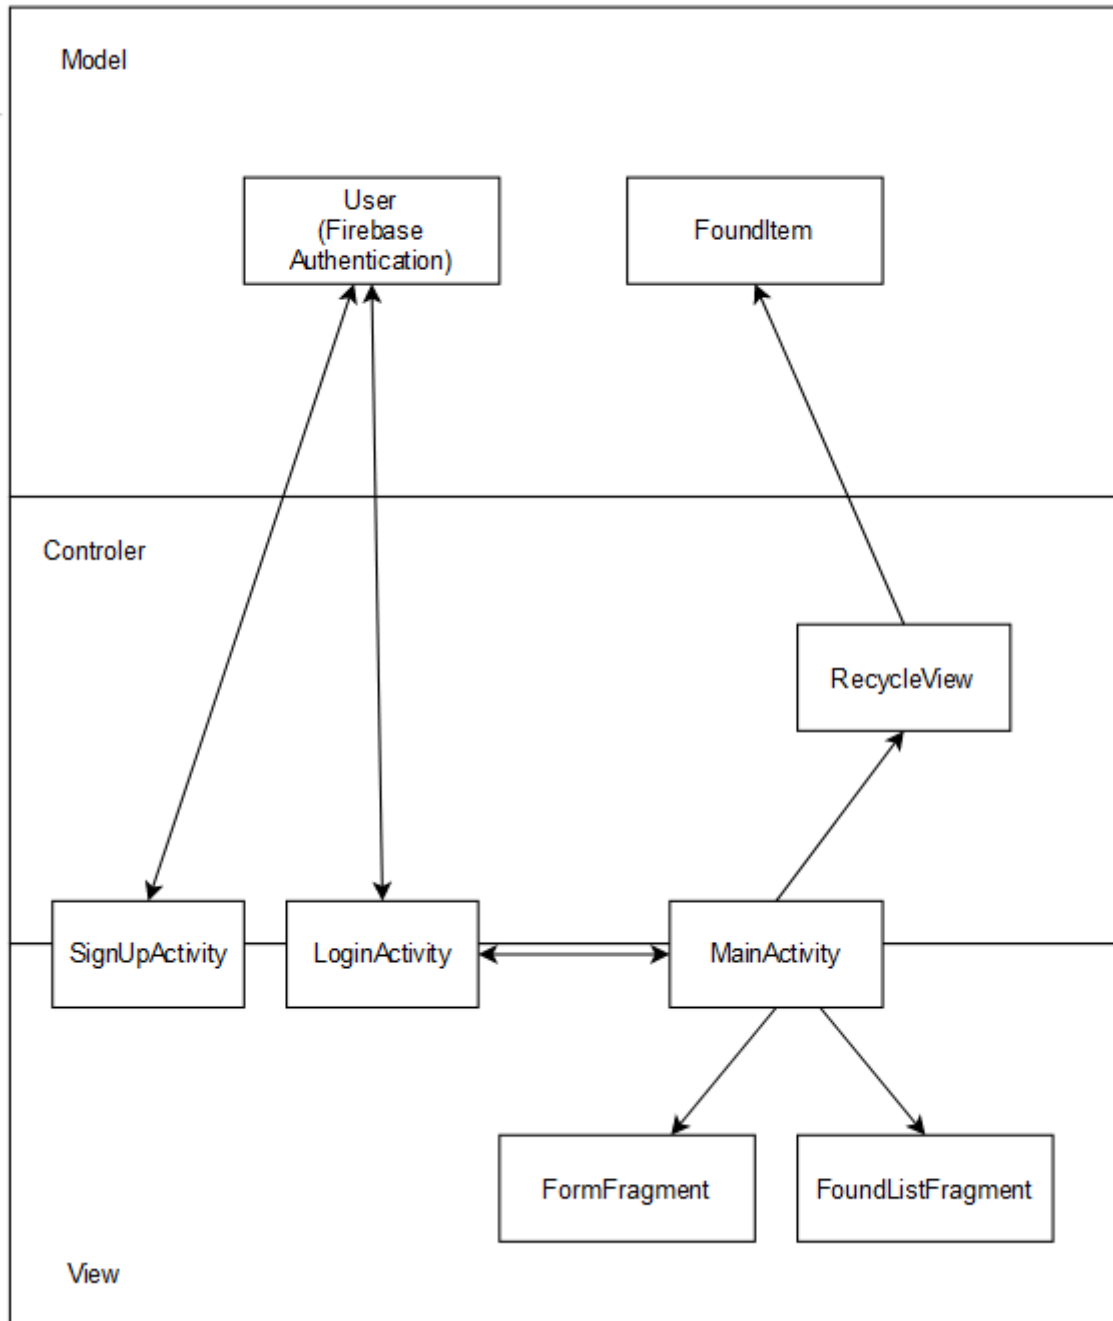 Model
User
(Firebase
Authentication)
FoundItem
Controler
RecycleView
SignUpActivity
LoginActivity
MainActivity
FormFragment
FoundListFragment
View